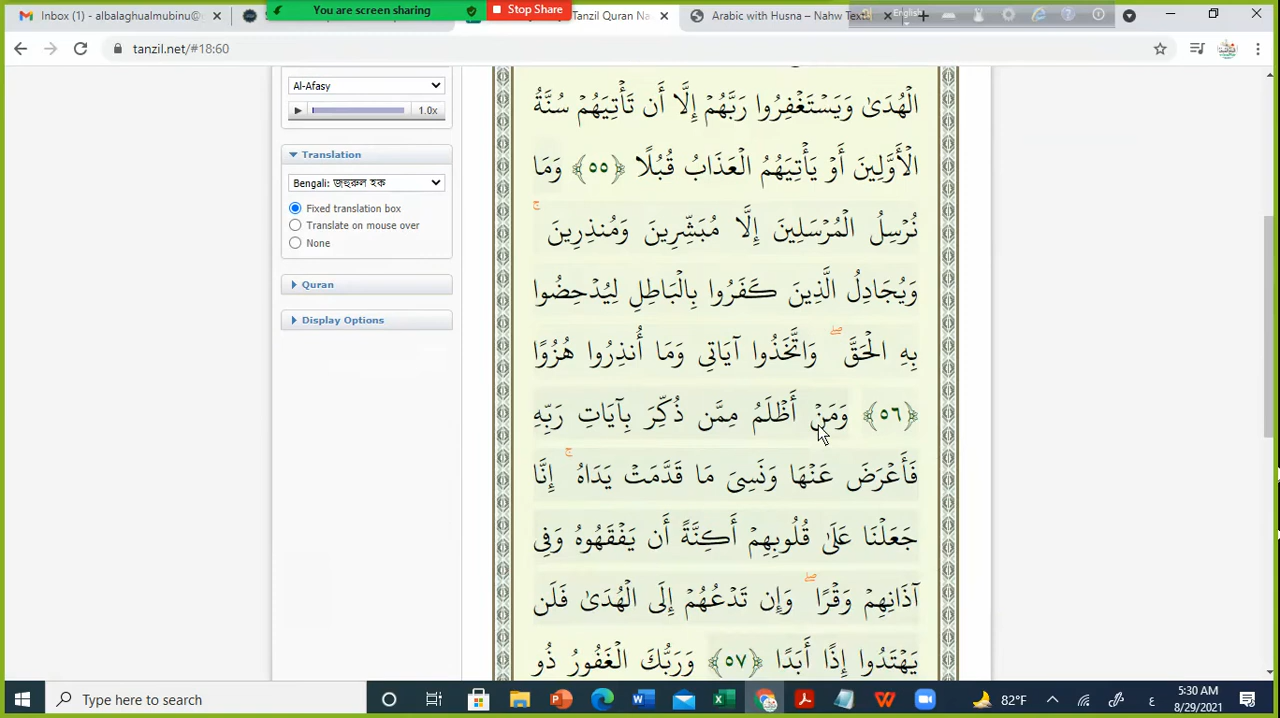 You are screen sharing
Stop Share
Inbox (1) – albalaghualmubinu@
Tanzil Quran Na
Arabic with Husna – Nahw Text
English
tanzil.net/#18:60
Al-Afasy
1.0x
Translation
Bengali: জহুরুল হক
Fixed translation box
Translate on mouse over
None
Quran
Display Options
الْهُدَىٰ وَيَسْتَغْفِرُوا رَبَّهُمْ إِلَّا أَن تَأْتِيَهُمْ سُنَّةُ
الْأَوَّلِينَ أَوْ يَأْتِيَهُمُ الْعَذَابُ قُبُلًا ﴿٥٥﴾ وَمَا
نُرْسِلُ الْمُرْسَلِينَ إِلَّا مُبَشِّرِينَ وَمُنذِرِينَ ۚ
وَيُجَادِلُ الَّذِينَ كَفَرُوا بِالْبَاطِلِ لِيُدْحِضُوا
بِهِ الْحَقَّ ۖ وَاتَّخَذُوا آيَاتِي وَمَا أُنذِرُوا هُزُوًا
﴿٥٦﴾ وَمَنْ أَظْلَمُ مِمَّن ذُكِّرَ بِآيَاتِ رَبِّهِ
فَأَعْرَضَ عَنْهَا وَنَسِيَ مَا قَدَّمَتْ يَدَاهُ ۚ إِنَّا
جَعَلْنَا عَلَىٰ قُلُوبِهِمْ أَكِنَّةً أَن يَفْقَهُوهُ وَفِي
آذَانِهِمْ وَقْرًا ۖ وَإِن تَدْعُهُمْ إِلَى الْهُدَىٰ فَلَن
يَهْتَدُوا إِذًا أَبَدًا ﴿٥٧﴾ وَرَبُّكَ الْغَفُورُ ذُو
Type here to search
82°F
ع
5:30 AM
8/29/2021